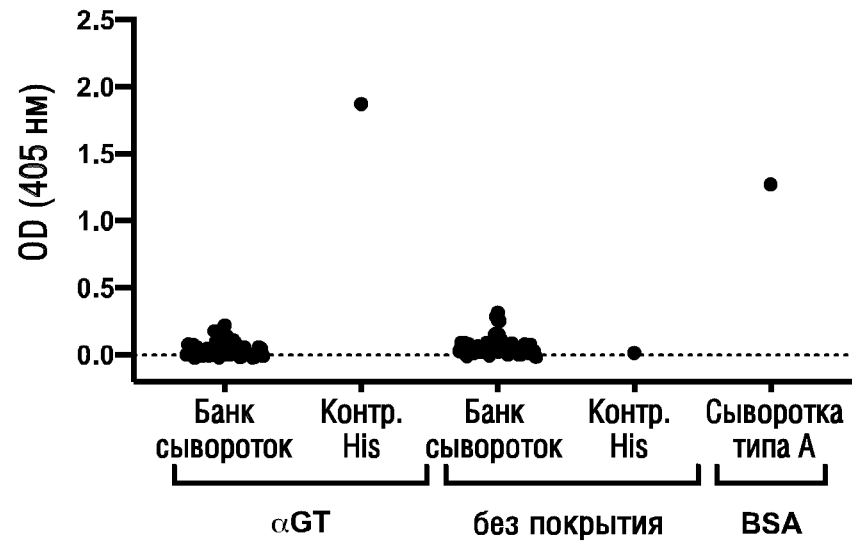 OD (405 нм)
2.5
2.0
1.5
1.0
0.5
0.0
Банк сывороток
Контр. His
Банк сывороток
Контр. His
Сыворотка типа А
αGT
без покрытия
BSA